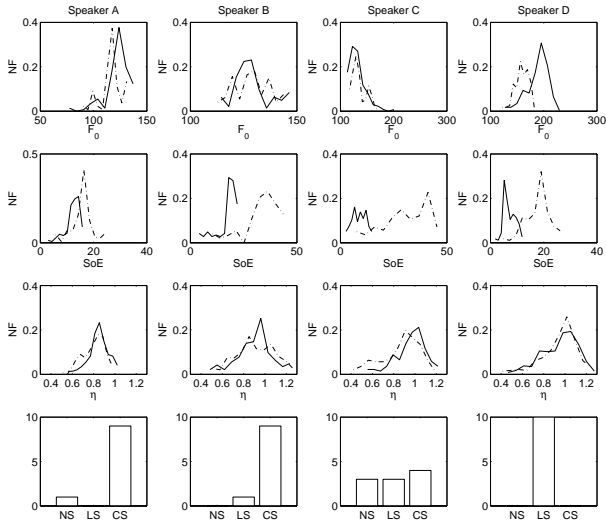 Speaker A Speaker B Speaker C Speaker D
0.4 0.4 0.4 0.4
NF 0.2 NF 0.2 NF 0.2 NF 0.2
0 0 0 0
50 100 150 100 120 140 100 200 300 100 200 300
F0 F0 F0 F0
0.5 0.4 0.4 0.4
NF NF 0.2 NF 0.2 NF 0.2
0 0 0 0
0 20 40 0 50 0 50 0 20 40
SoE SoE SoE SoE
0.4 0.4 0.4 0.4
NF 0.2 NF 0.2 NF 0.2 NF 0.2
0 0 0 0
0.4 0.6 0.8 1 1.2 0.4 0.6 0.8 1 1.2 0.4 0.6 0.8 1 1.2 0.4 0.6 0.8 1 1.2
η η η η
10 10 10 10
5 5 5 5
0 0 0 0
NS LS CS NS LS CS NS LS CS NS LS CS